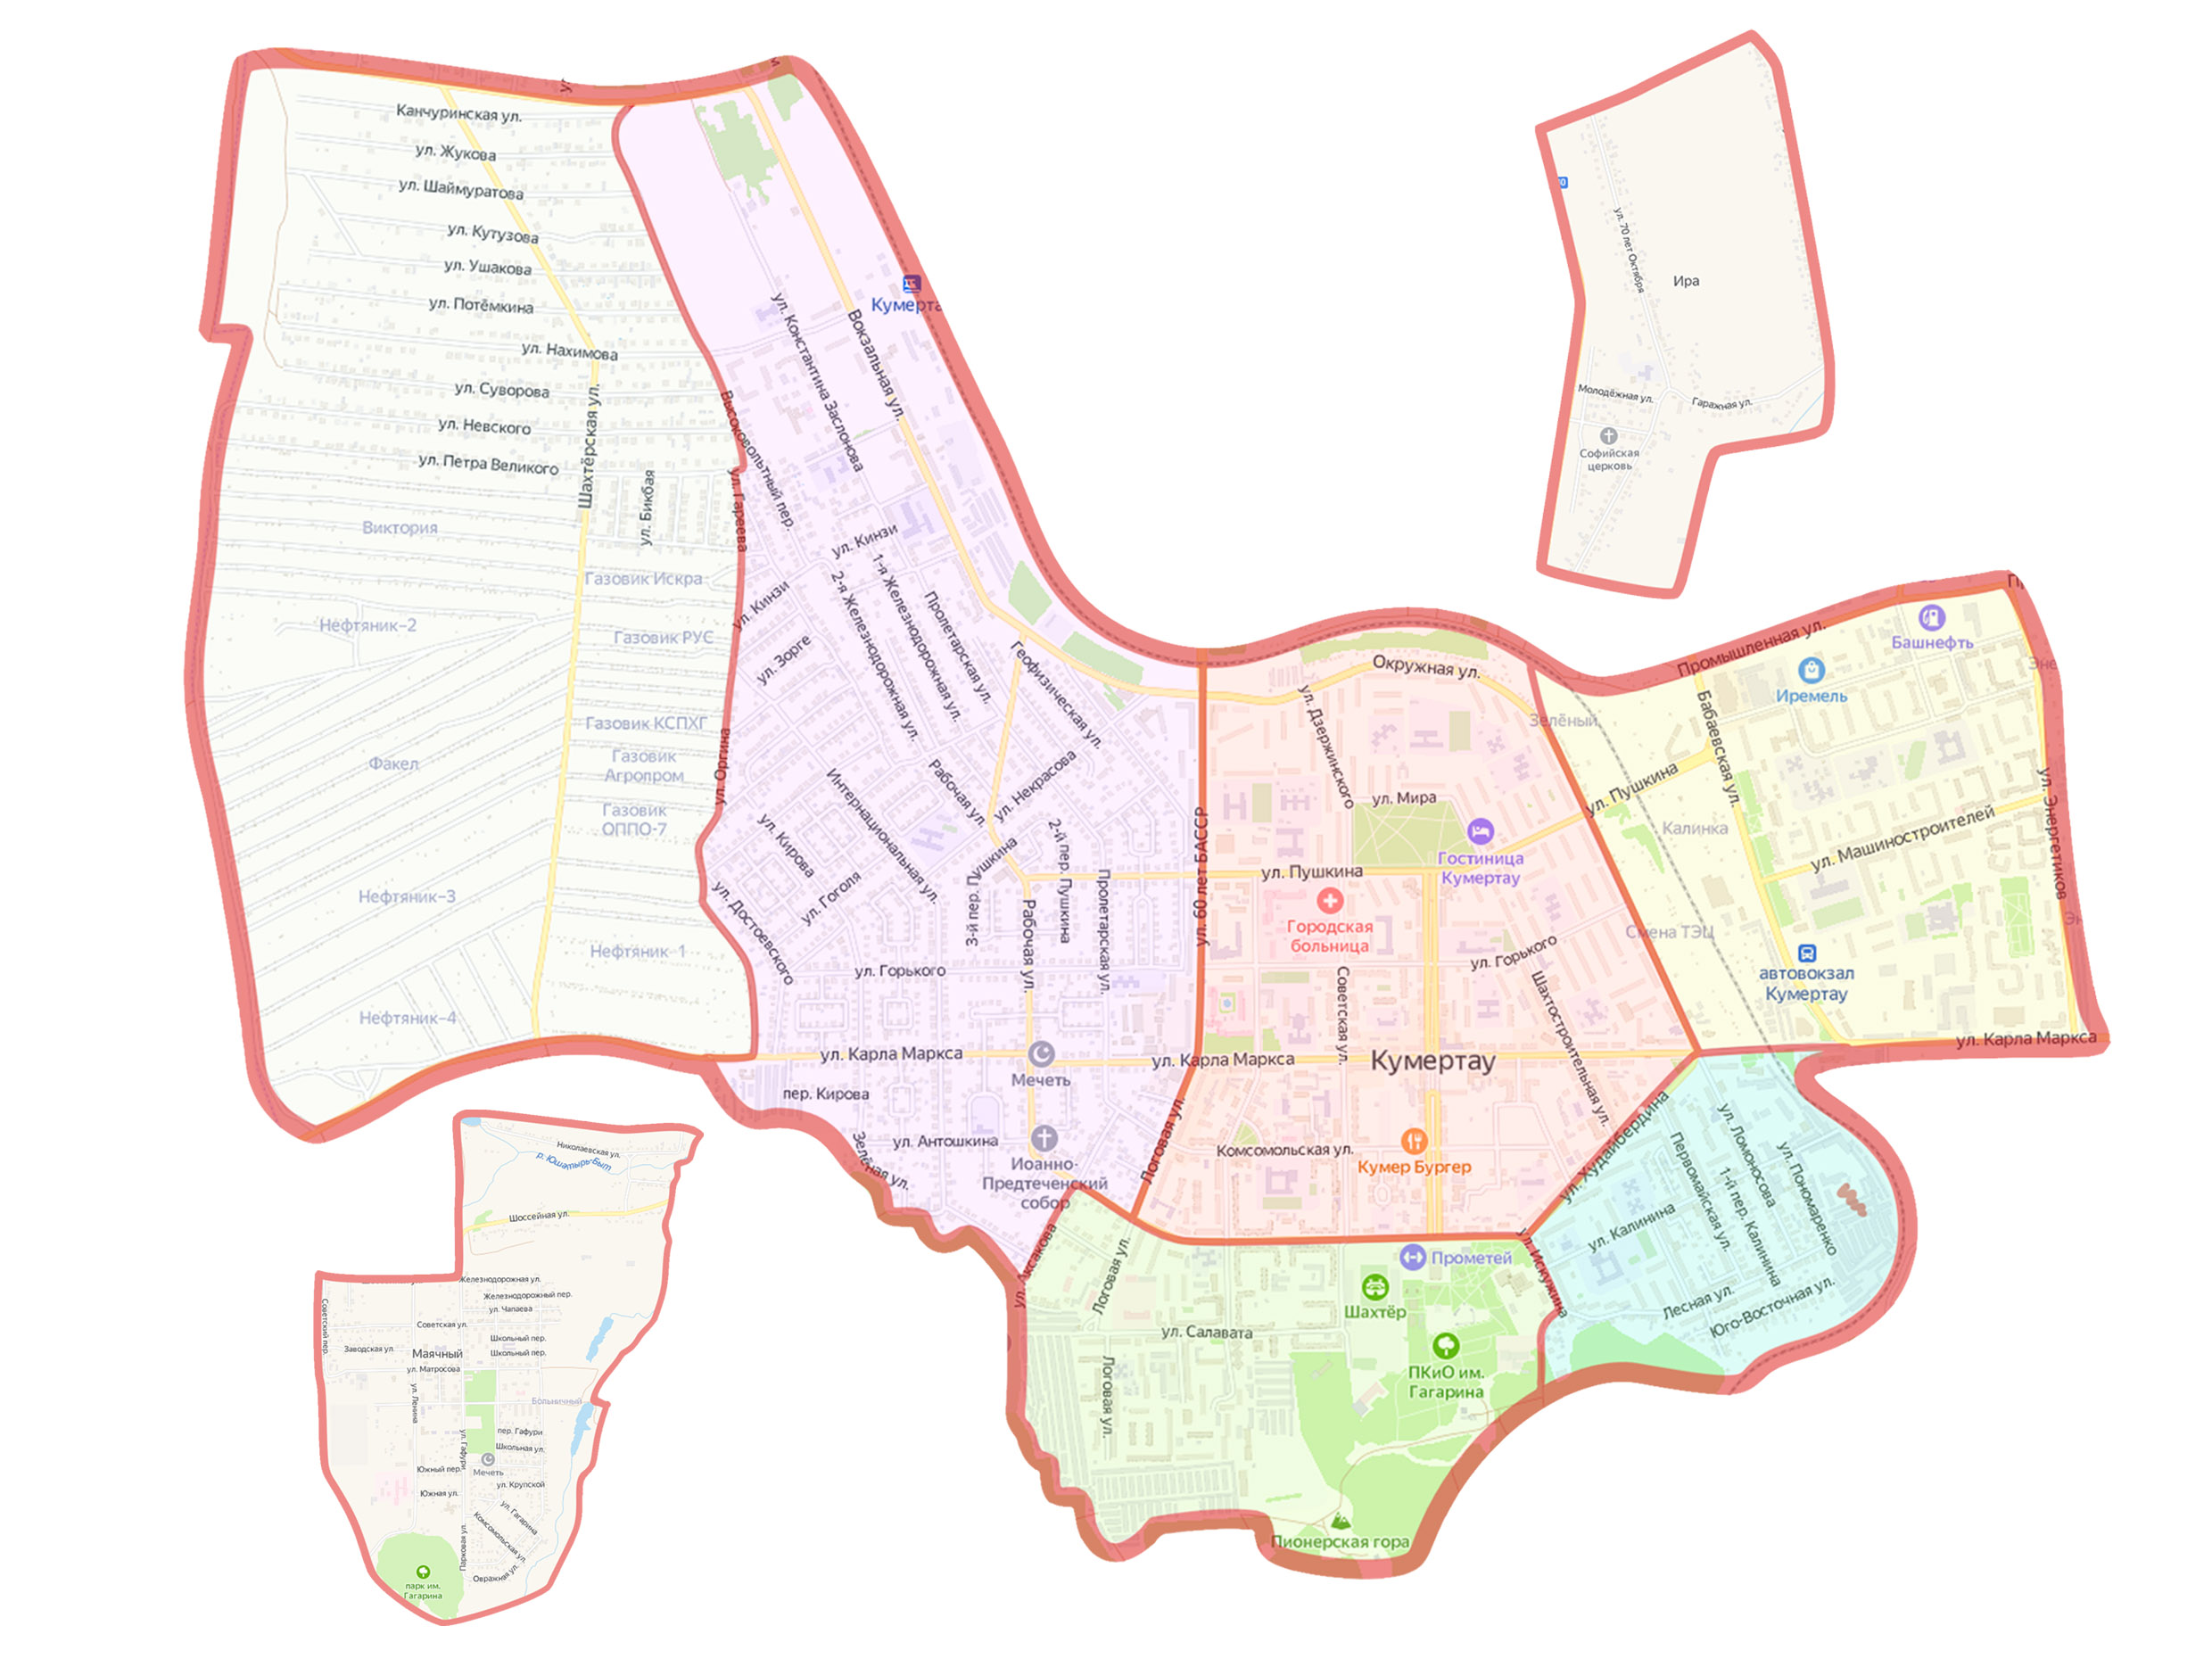 Канчуринская ул.
ул. Жукова
ул. Шаймуратова
ул. Кутузова
ул. Ушакова
ул. Потёмкина
ул. Нахимова
ул. Суворова
ул. Невского
ул. Петра Великого
Шахтёрская ул.
ул. Бикбая
Виктория
Газовик Искра
Нефтяник-2
Газовик РУС
Газовик КСПХГ
Факел
Газовик
Агропром
Газовик
ОППО-7
Нефтяник-3
Нефтяник-1
Нефтяник-4
Кумерта
Вокзальная ул.
ул. Константина Заслонова
Высоковольтный пер.
ул. Гареева
ул. Кинзи
ул. Кинзи
ул. Зорге
1-я Железнодорожная ул.
2-я Железнодорожная ул.
Пролетарская ул.
Геофизическая ул.
ул. Некрасова
Рабочая ул.
ул. Оргина
Интернациональная ул.
ул. Кирова
ул. Гоголя
ул. Достоевского
3-й пер. Пушкина
2-й пер. Пушкина
Пролетарская ул.
Рабочая ул.
ул. Горького
ул. Карла Маркса
Мечеть
пер. Кирова
ул. Антошкина
Зелёная ул.
Иоанно-
Предтеченский
собор
ул. 60 лет БАССР
Окружная ул.
ул. Дзержинского
ул. Мира
ул. Пушкина
Гостиница
Кумертау
Городская
больница
Советская ул.
ул. Горького
Шахтостроительная ул.
ул. Карла Маркса
Кумертау
Логовая ул.
Комсомольская ул.
Кумер Бургер
Зелёный
Промышленная ул.
Башнефть
Иремель
Бабаевская ул.
ул. Пушкина
Калинка
ул. Машиностроителей
ул. Энергетиков
Смена ТЭЦ
автовокзал
Кумертау
ул. Карла Маркса
ул. Худайбердина
ул. Ломоносова
Первомайская ул.
1-й пер. Калинина
ул. Пономаренко
ул. Калинина
Лесная ул.
Юго-Восточная ул.
ул. Искужина
ул. Аксакова
Логовая ул.
Прометей
Шахтёр
ул. Салавата
ПКиО им.
Гагарина
Логовая ул.
Пионерская гора
ул. 70 лет Октября
Ира
Молодёжная ул.
Гаражная ул.
Софийская
церковь
Николаевская ул.
р. Юшатырь-Быт
Шоссейная ул.
Железнодорожная ул.
Железнодорожный пер.
ул. Чапаева
Советский пер.
Советская ул.
Школьный пер.
Заводская ул.
Маячный
Школьный пер.
ул. Матросова
ул. Ленина
Больничный
ул. Гафури
пер. Гафури
Школьная ул.
Южный пер.
Мечеть
ул. Крупской
Южная ул.
ул. Гагарина
Комсомольская ул.
Парковая ул.
Овражная ул.
парк им.
Гагарина